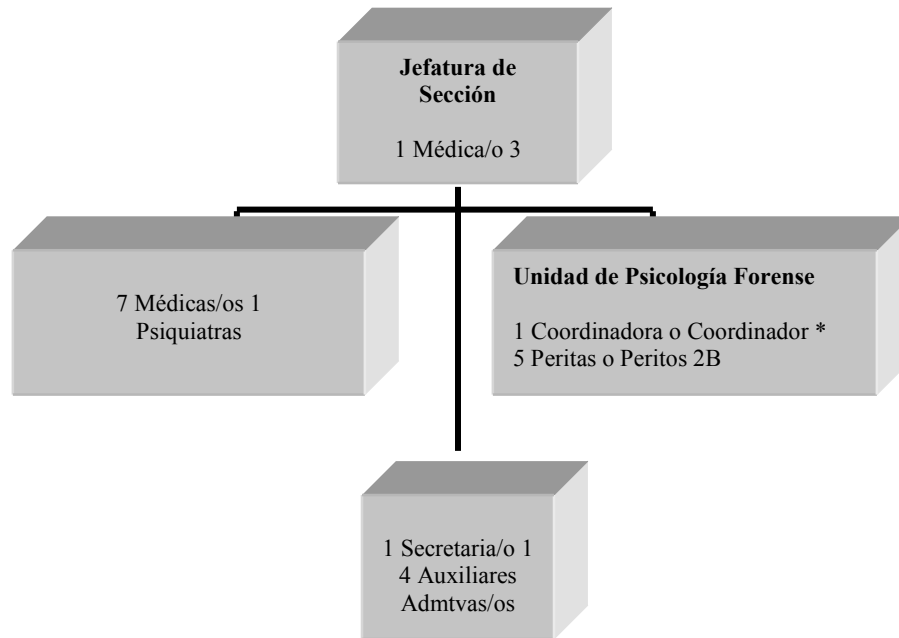 Jefatura de
Sección
1 Médica/o 3
7 Médicas/os 1
Psiquiatras
Unidad de Psicología Forense
1 Coordinadora o Coordinador *
5 Peritas o Peritos 2B
1 Secretaria/o 1
4 Auxiliares
Admtvas/os